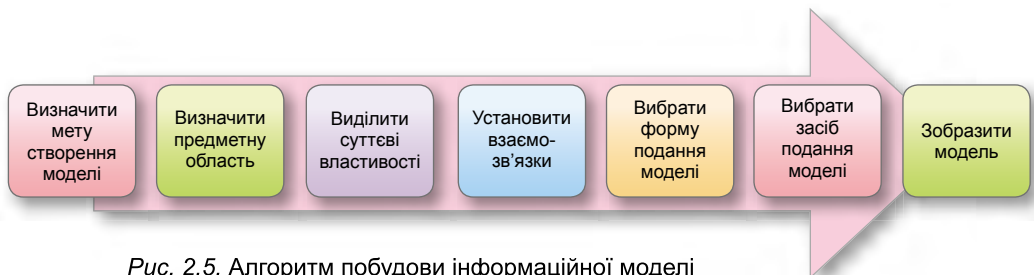 Визначити
мету
створення
моделі
Визначити
предметну
область
Виділити
суттєві
властивості
Установити
взаємо-
зв’язки
Вибрати
форму
подання
моделі
Вибрати
засіб
подання
моделі
Зобразити
модель
Рис. 2.5. Алгоритм побудови інформаційної моделі